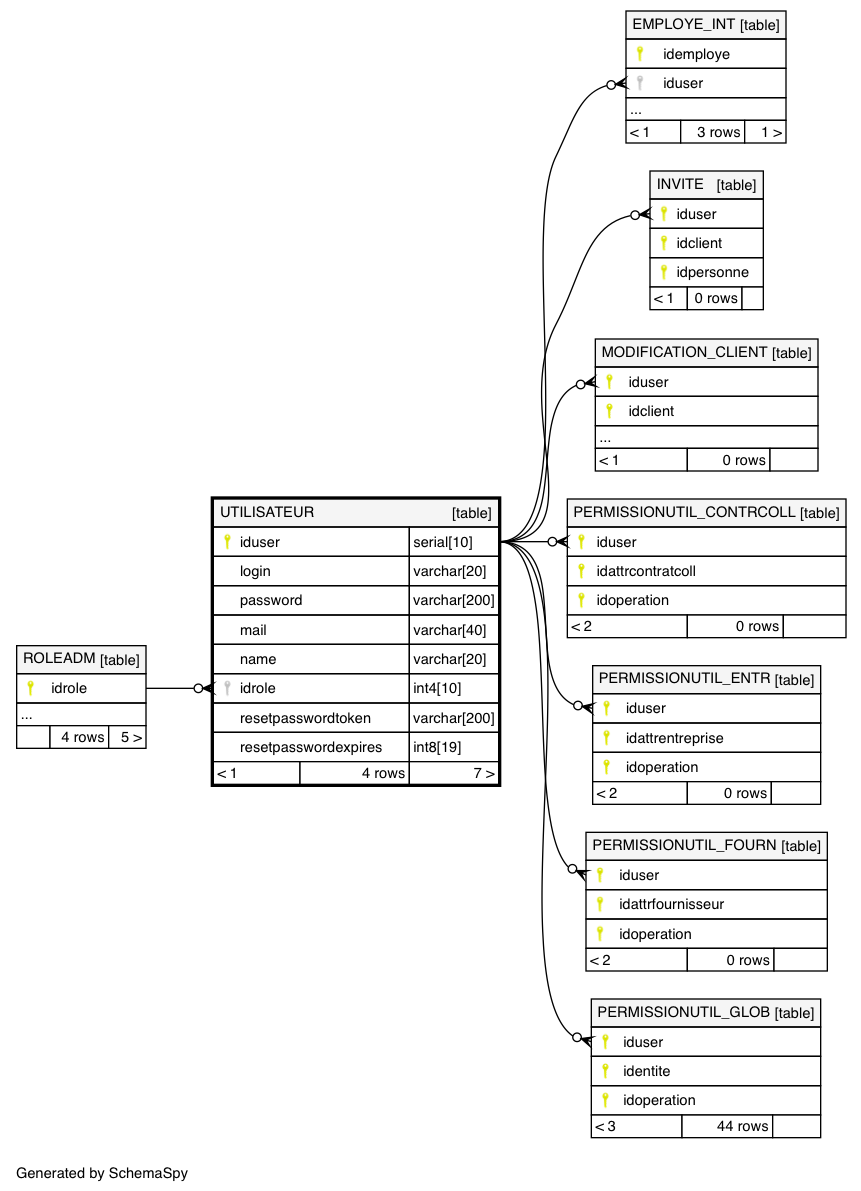 EMPLOYE_INT [table]
idemploye
iduser
...
< 1 3 rows 1 >
INVITE [table]
iduser
idclient
idpersonne
< 1 0 rows
MODIFICATION_CLIENT [table]
iduser
idclient
...
< 1 0 rows
UTILISATEUR [table]
iduser serial[10]
login varchar[20]
password varchar[200]
mail varchar[40]
name varchar[20]
idrole int4[10]
resetpasswordtoken varchar[200]
resetpasswordexpires int8[19]
< 1 4 rows 7 >
PERMISSIONUTIL_CONTRCOLL [table]
iduser
idattrcontratcoll
idoperation
< 2 0 rows
ROLEADM [table]
idrole
...
4 rows 5 >
PERMISSIONUTIL_ENTR [table]
iduser
idattrentreprise
idoperation
< 2 0 rows
PERMISSIONUTIL_FOURN [table]
iduser
idattrfournisseur
idoperation
< 2 0 rows
PERMISSIONUTIL_GLOB [table]
iduser
identite
idoperation
< 3 44 rows
Generated by SchemaSpy